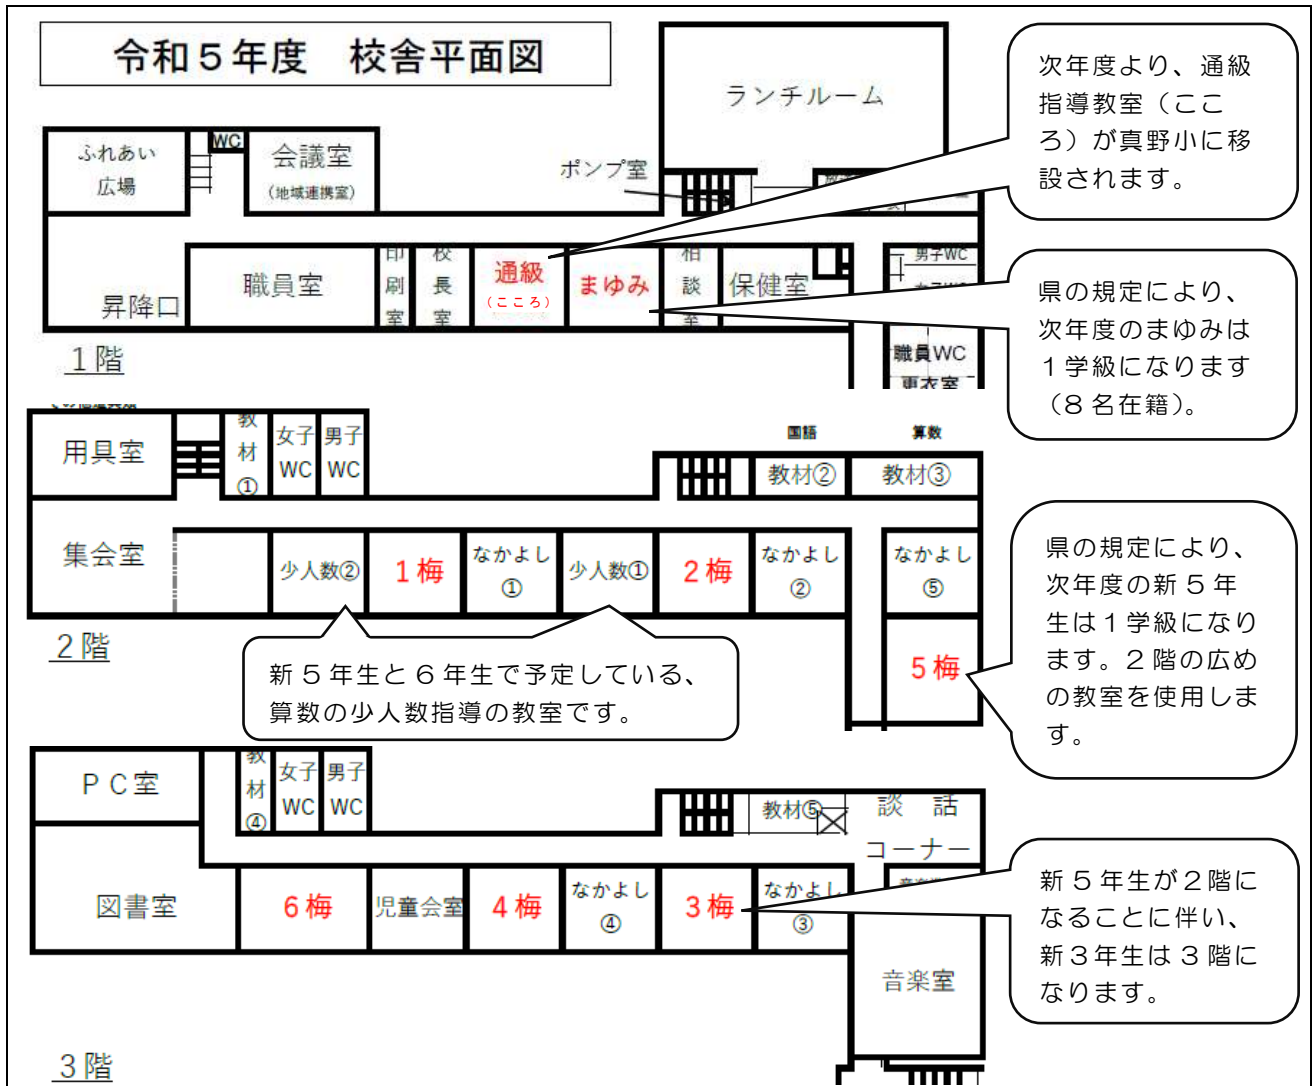 令和５年度　校舎平面図
ランチルーム
次年度より、通級
指導教室（ここ
ろ）が真野小に移
設されます。
ふれあい
広場
WC
会議室
（地域連携室）
ポンプ室
昇降口
職員室
印刷室
校長室
通級
（こころ）
まゆみ
相談室
保健室
男子WC
職員WC
更衣室
県の規定により、
次年度のまゆみは
１学級になります
（８名在籍）。
１階
用具室
教材①
女子
WC
男子
WC
国語
教材②
算数
教材③
集会室
少人数②
１梅
なかよし
①
少人数①
２梅
なかよし
②
なかよし
⑤
５梅
県の規定により、
次年度の新５年
生は１学級になり
ます。２階の広め
の教室を使用しま
す。
新５年生と６年生で予定している、
算数の少人数指導の教室です。
２階
ＰＣ室
教材④
女子
WC
男子
WC
教材⑤
談　話
コーナー
図書室
６梅
児童会室
４梅
なかよし
④
３梅
なかよし
③
音楽室
新５年生が２階に
なることに伴い、
新３年生は３階に
なります。
３階